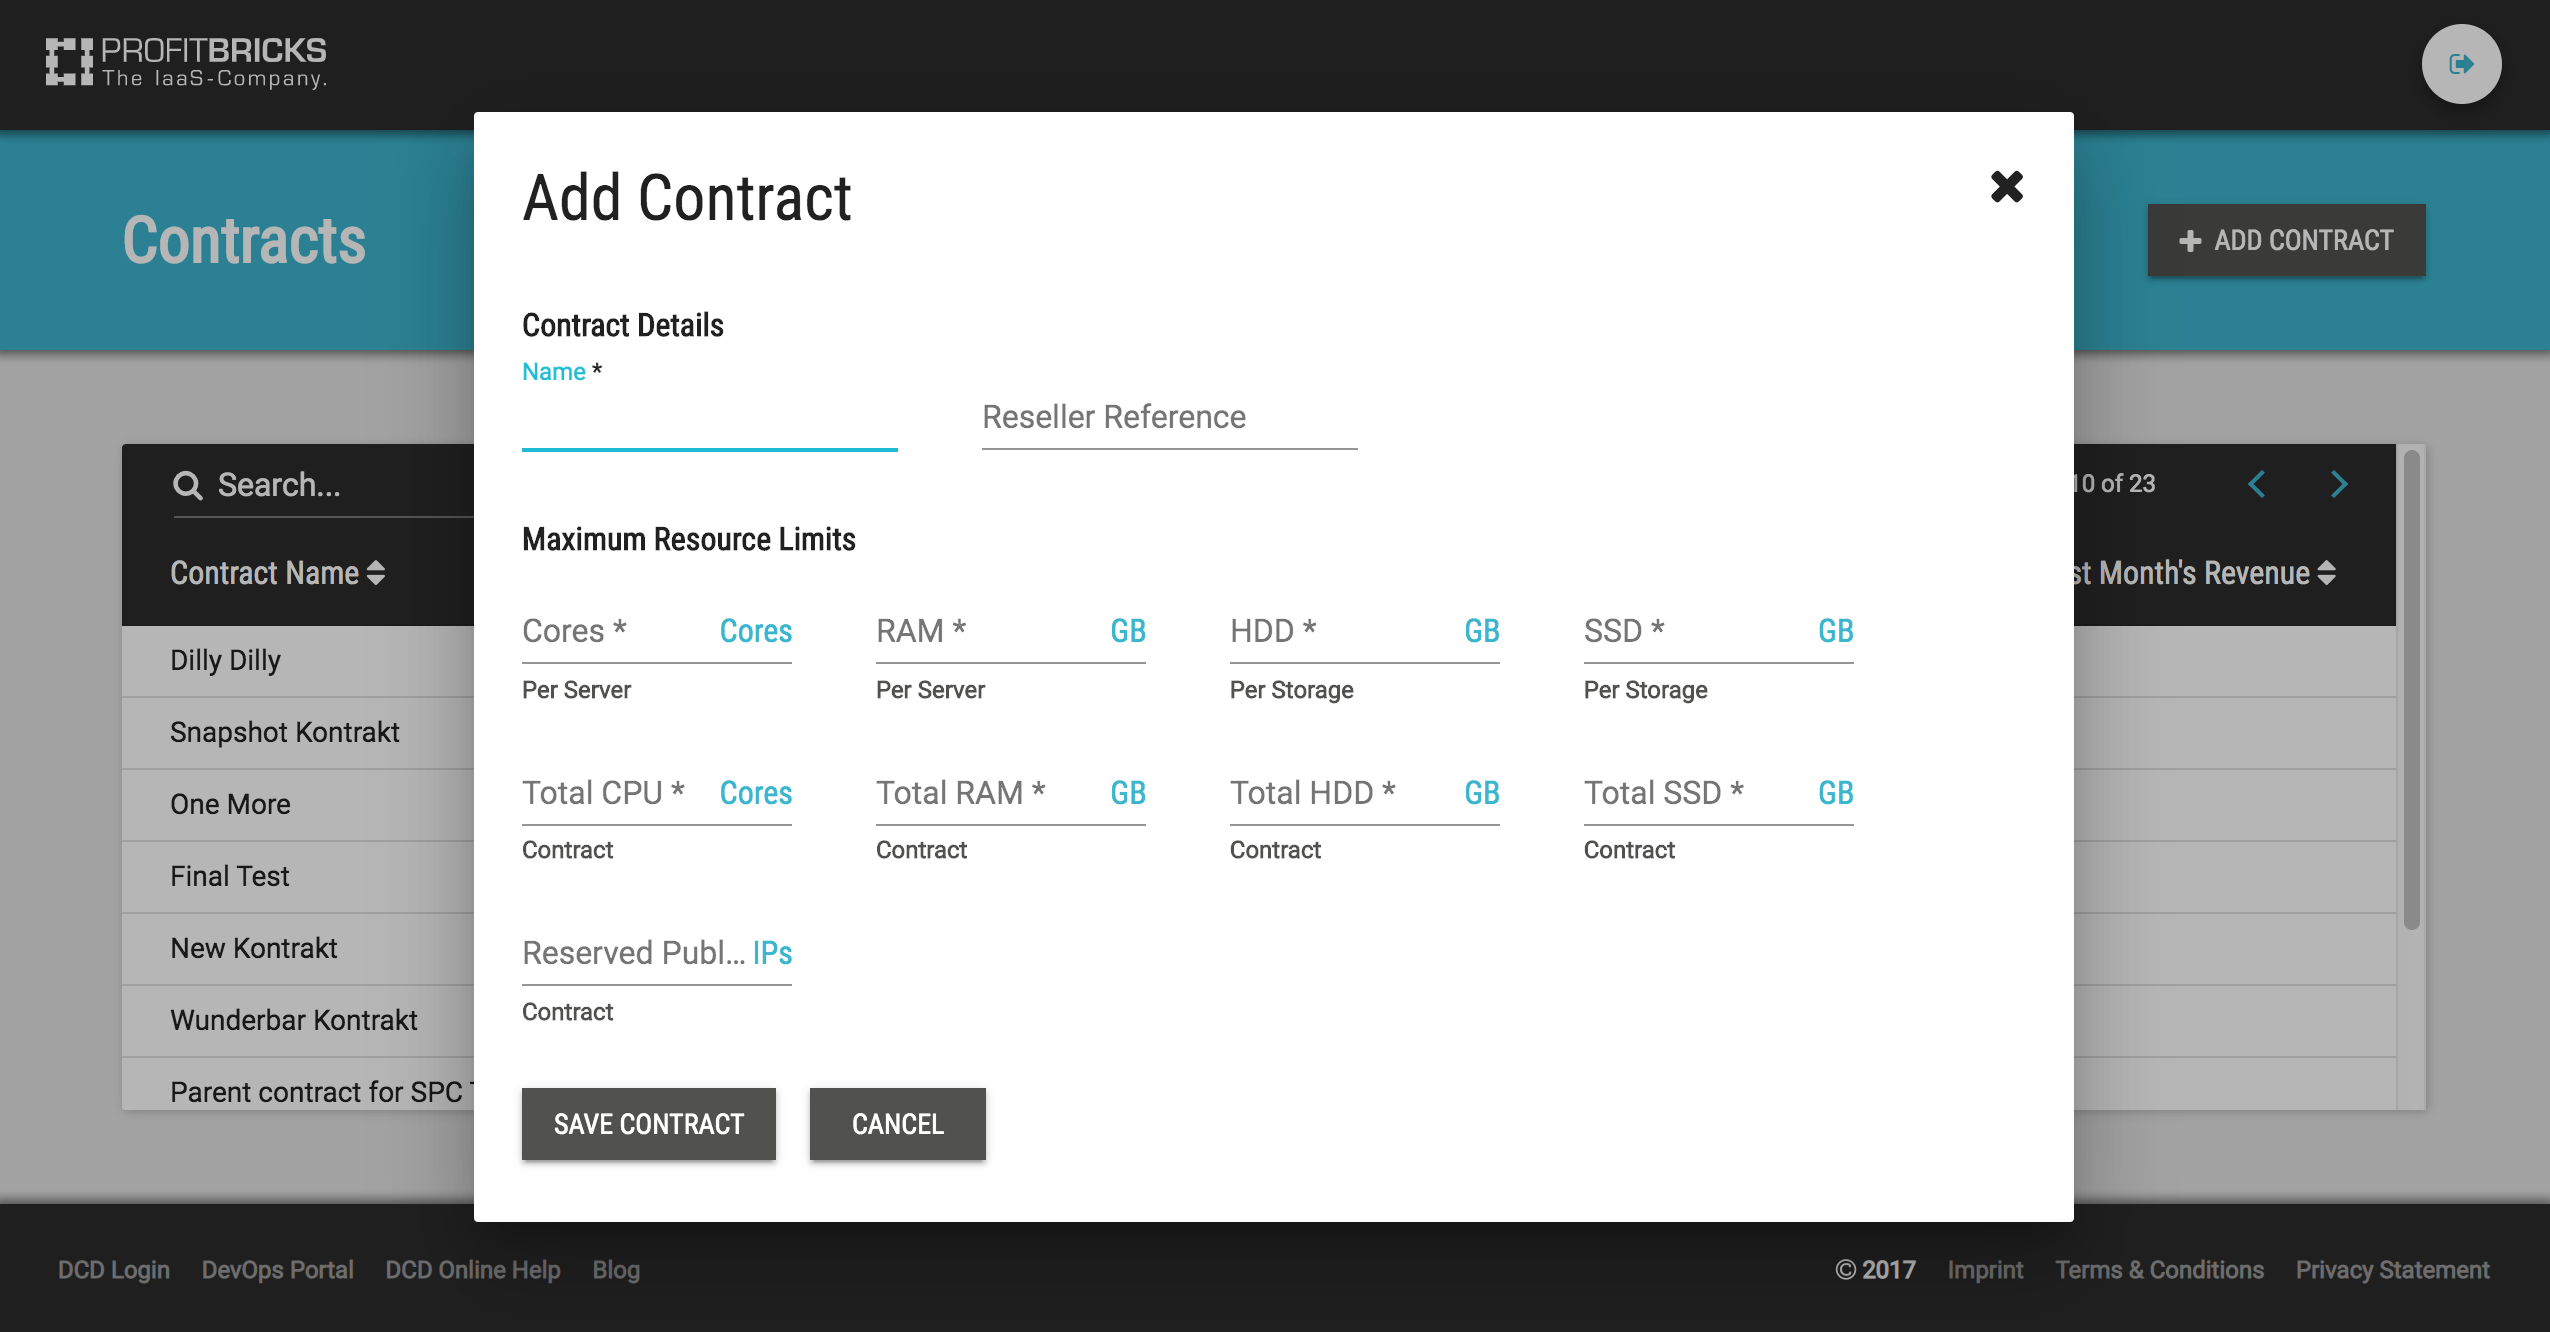 PROFITBRICKS
The IaaS-Company.
Add Contract
Contracts
ADD CONTRACT
Contract Details
Name *
Reseller Reference
Search...
10 of 23
Maximum Resource Limits
Contract Name
st Month's Revenue
Cores * Cores RAM * GB HDD * GB SSD * GB
Per Server Per Server Per Storage Per Storage
Dilly Dilly
Snapshot Kontrakt
One More
Final Test
New Kontrakt
Wunderbar Kontrakt
Parent contract for SPC
Total CPU * Cores Total RAM * GB Total HDD * GB Total SSD * GB
Contract Contract Contract Contract
Reserved Publ... IPs
Contract
SAVE CONTRACT CANCEL
DCD Login DevOps Portal DCD Online Help Blog
© 2017 Imprint Terms & Conditions Privacy Statement